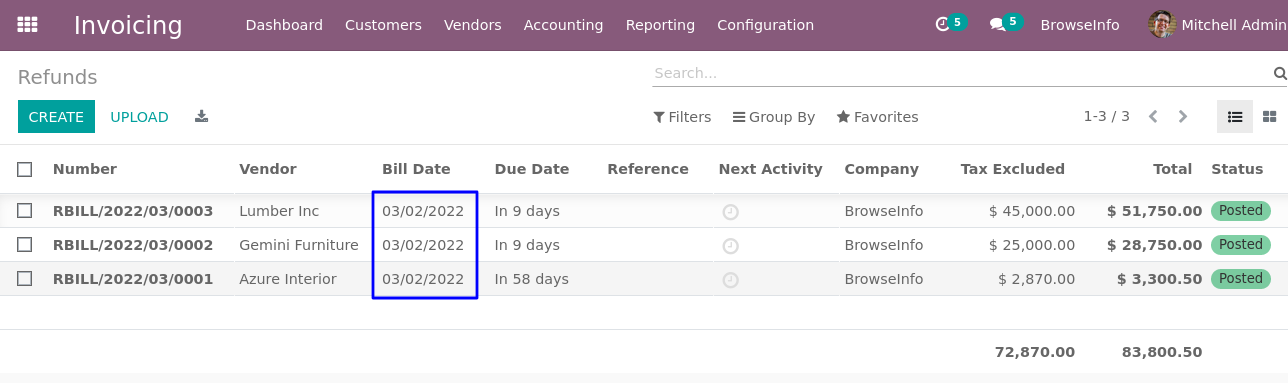 Invoicing Dashboard Customers Vendors Accounting Reporting Configuration 5 5 BrowseInfo Mitchell Admin
Refunds Search...
CREATE UPLOAD Filters Group By Favorites 1-3 / 3
Number Vendor Bill Date Due Date Reference Next Activity Company Tax Excluded Total Status
RBILL/2022/03/0003 Lumber Inc 03/02/2022 In 9 days BrowseInfo $ 45,000.00 $ 51,750.00 Posted
RBILL/2022/03/0002 Gemini Furniture 03/02/2022 In 9 days BrowseInfo $ 25,000.00 $ 28,750.00 Posted
RBILL/2022/03/0001 Azure Interior 03/02/2022 In 58 days BrowseInfo $ 2,870.00 $ 3,300.50 Posted
72,870.00 83,800.50